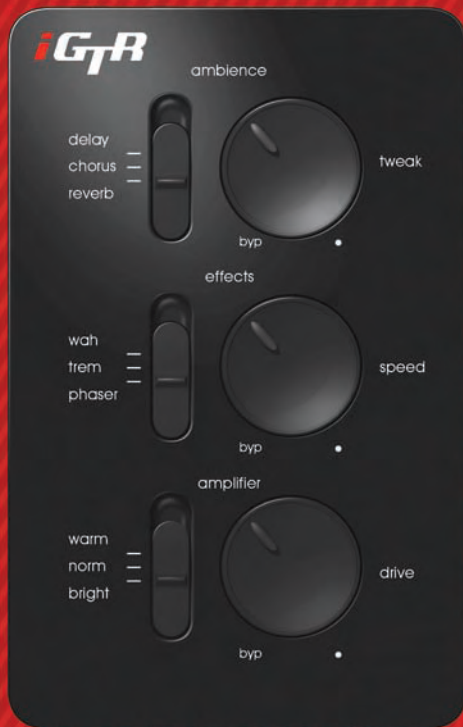 iGTR
ambience
delay
chorus
reverb
tweak
byp
effects
wah
trem
phaser
speed
byp
amplifier
warm
norm
bright
drive
byp